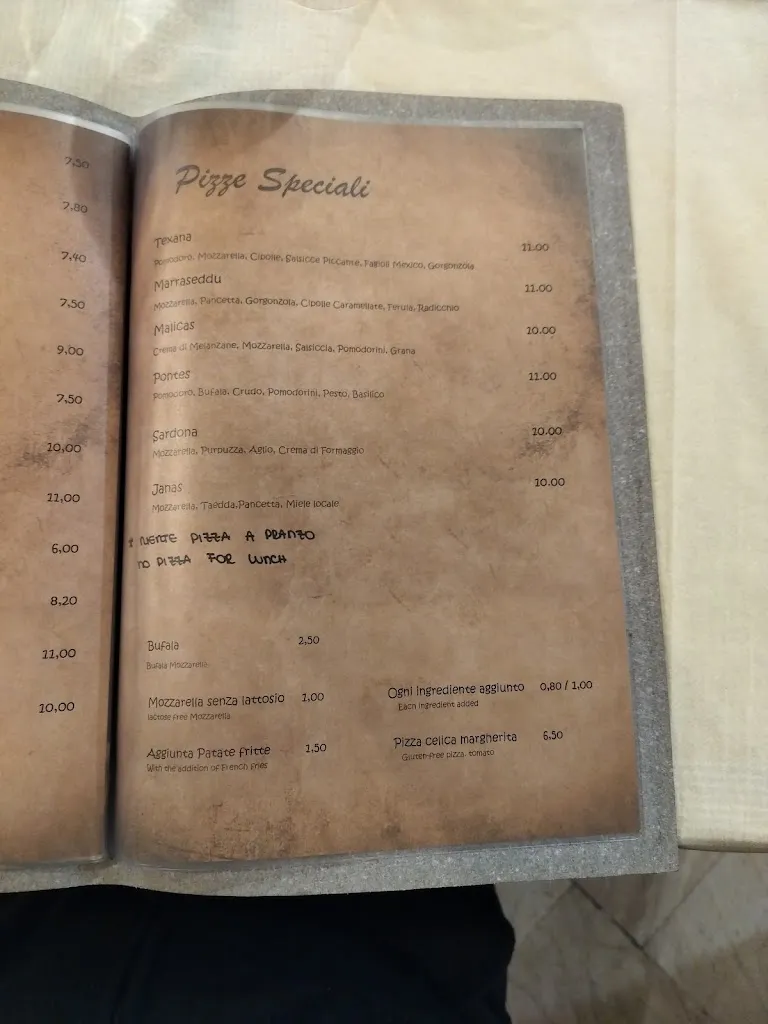 7,50
7,80
7,40
7,50
9,00
7,50
10,00
11,00
6,00
8,20
11,00
10,00
Pizze Speciali
Texana 11.00
Pomodoro, Mozzarella, Cipolle, Salsicce Piccante, Fagioli Mexico, Gorgonzola
Marraseddu 11.00
Mozzarella, Pancetta, Gorgonzola, Cipolle Caramellate, Ferula, Radicchio
Malicas 10.00
Crema di Melanzane, Mozzarella, Salsiccia, Pomodorini, Grana
Pontes 11.00
Pomodoro, Bufala, Crudo, Pomodorini, Pesto, Basilico
Sardona 10.00
Mozzarella, Purpuzza, Aglio, Crema di Formaggio
Janas 10.00
Mozzarella, Taedda,Pancetta, Miele locale
* NIENTE PIZZA A PRANZO
NO PIZZA FOR LUNCH
Bufala 2,50
Bufala Mozzarella
Mozzarella senza lattosio 1,00
lactose free Mozzarella
Aggiunta Patate fritte 1,50
With the addition of French fries
Ogni ingrediente aggiunto 0,80 / 1,00
Each ingredient added
Pizza celica margherita 6,50
Gluten-free pizza, tomato